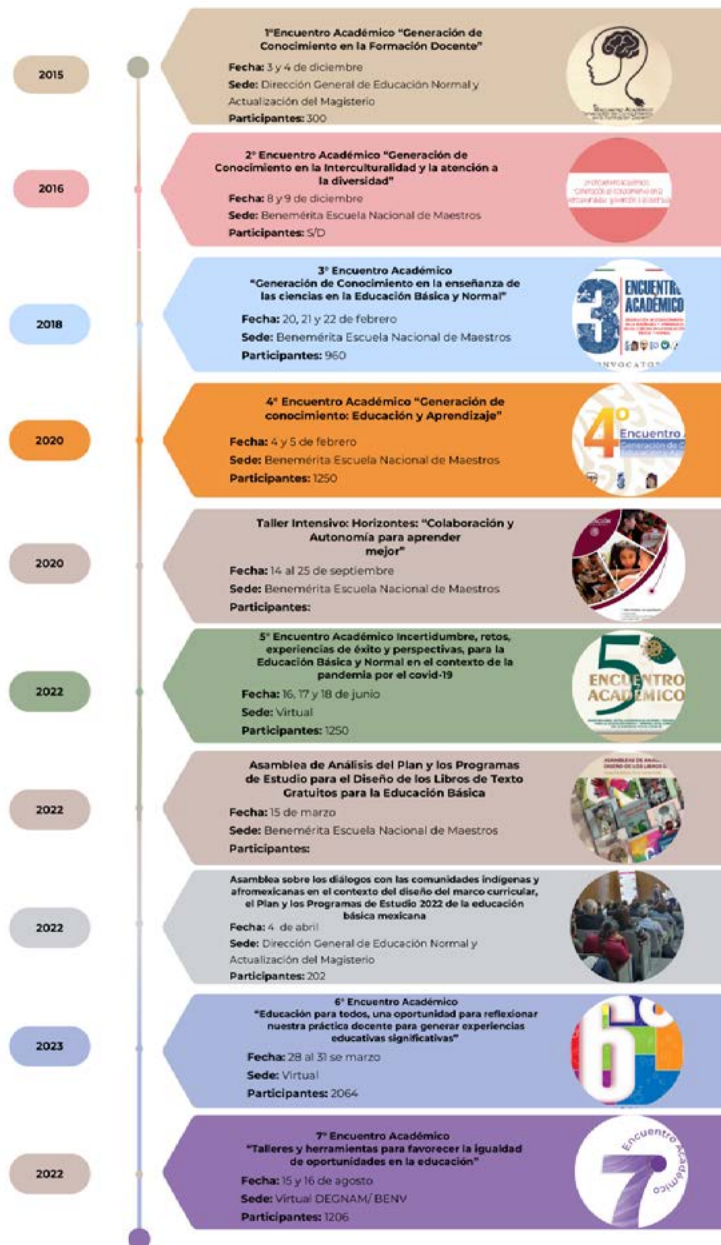 2015
1°Encuentro Académico “Generación de
Conocimiento en la Formación Docente”
Fecha: 3 y 4 de diciembre
Sede: Dirección General de Educación Normal y
Actualización del Magisterio
Participantes: 300
2016
2° Encuentro Académico “Generación de
Conocimiento en la Interculturalidad y la atención a
la diversidad”
Fecha: 8 y 9 de diciembre
Sede: Benemérita Escuela Nacional de Maestros
Participantes: S/D
2018
3° Encuentro Académico
“Generación de Conocimiento en la enseñanza de
las ciencias en la Educación Básica y Normal”
Fecha: 20, 21 y 22 de febrero
Sede: Benemérita Escuela Nacional de Maestros
Participantes: 960
3 ENCUENTRO
ACADÉMICO
2020
4° Encuentro Académico “Generación de
conocimiento: Educación y Aprendizaje”
Fecha: 4 y 5 de febrero
Sede: Benemérita Escuela Nacional de Maestros
Participantes: 1250
4º Encuentro
2020
Taller Intensivo: Horizontes: “Colaboración y
Autonomía para aprender
mejor”
Fecha: 14 al 25 de septiembre
Sede: Benemérita Escuela Nacional de Maestros
Participantes:
2022
5° Encuentro Académico Incertidumbre, retos,
experiencias de éxito y perspectivas, para la
Educación Básica y Normal en el contexto de la
pandemia por el covid-19
Fecha: 16, 17 y 18 de junio
Sede: Virtual
Participantes: 1250
5º
ENCUENTRO
ACADÉMICO
2022
Asamblea de Análisis del Plan y los Programas
de Estudio para el Diseño de los Libros de Texto
Gratuitos para la Educación Básica
Fecha: 15 de marzo
Sede: Benemérita Escuela Nacional de Maestros
Participantes:
2022
Asamblea sobre los diálogos con las comunidades indígenas y
afromexicanas en el contexto del diseño del marco curricular,
el Plan y los Programas de Estudio 2022 de la educación
básica mexicana
Fecha: 4 de abril
Sede: Dirección General de Educación Normal y
Actualización del Magisterio
Participantes: 202
2023
6° Encuentro Académico
“Educación para todos, una oportunidad para reflexionar
nuestra práctica docente para generar experiencias
educativas significativas”
Fecha: 28 al 31 se marzo
Sede: Virtual
Participantes: 2064
6º
2022
7° Encuentro Académico
“Talleres y herramientas para favorecer la igualdad
de oportunidades en la educación”
Fecha: 15 y 16 de agosto
Sede: Virtual DEGNAM/ BENV
Participantes: 1206
7º Encuentro Académico